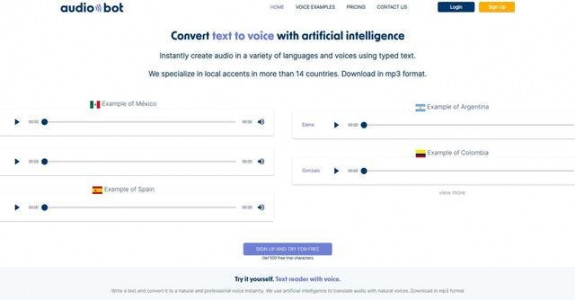 audio bot
HOME VOICE EXAMPLES PRICING CONTACT US Login Sign Up
Convert text to voice with artificial intelligence
Instantly create audio in a variety of languages and voices using typed text.
We specialize in local accents in more than 14 countries. Download in mp3 format.
Example of México
00:00 00:00
00:00 00:00
Example of Spain
00:00 00:00
Example of Argentina
Elena 00:00
Example of Colombia
Gonzalo 00:00
view more
SIGN UP AND TRY FOR FREE
Get 500 free trial characters
Try it yourself. Text reader with voice.
Write a text and convert it to a natural and professional voice instantly. We use artificial intelligence to translate audio with natural voices. Download in mp3 format